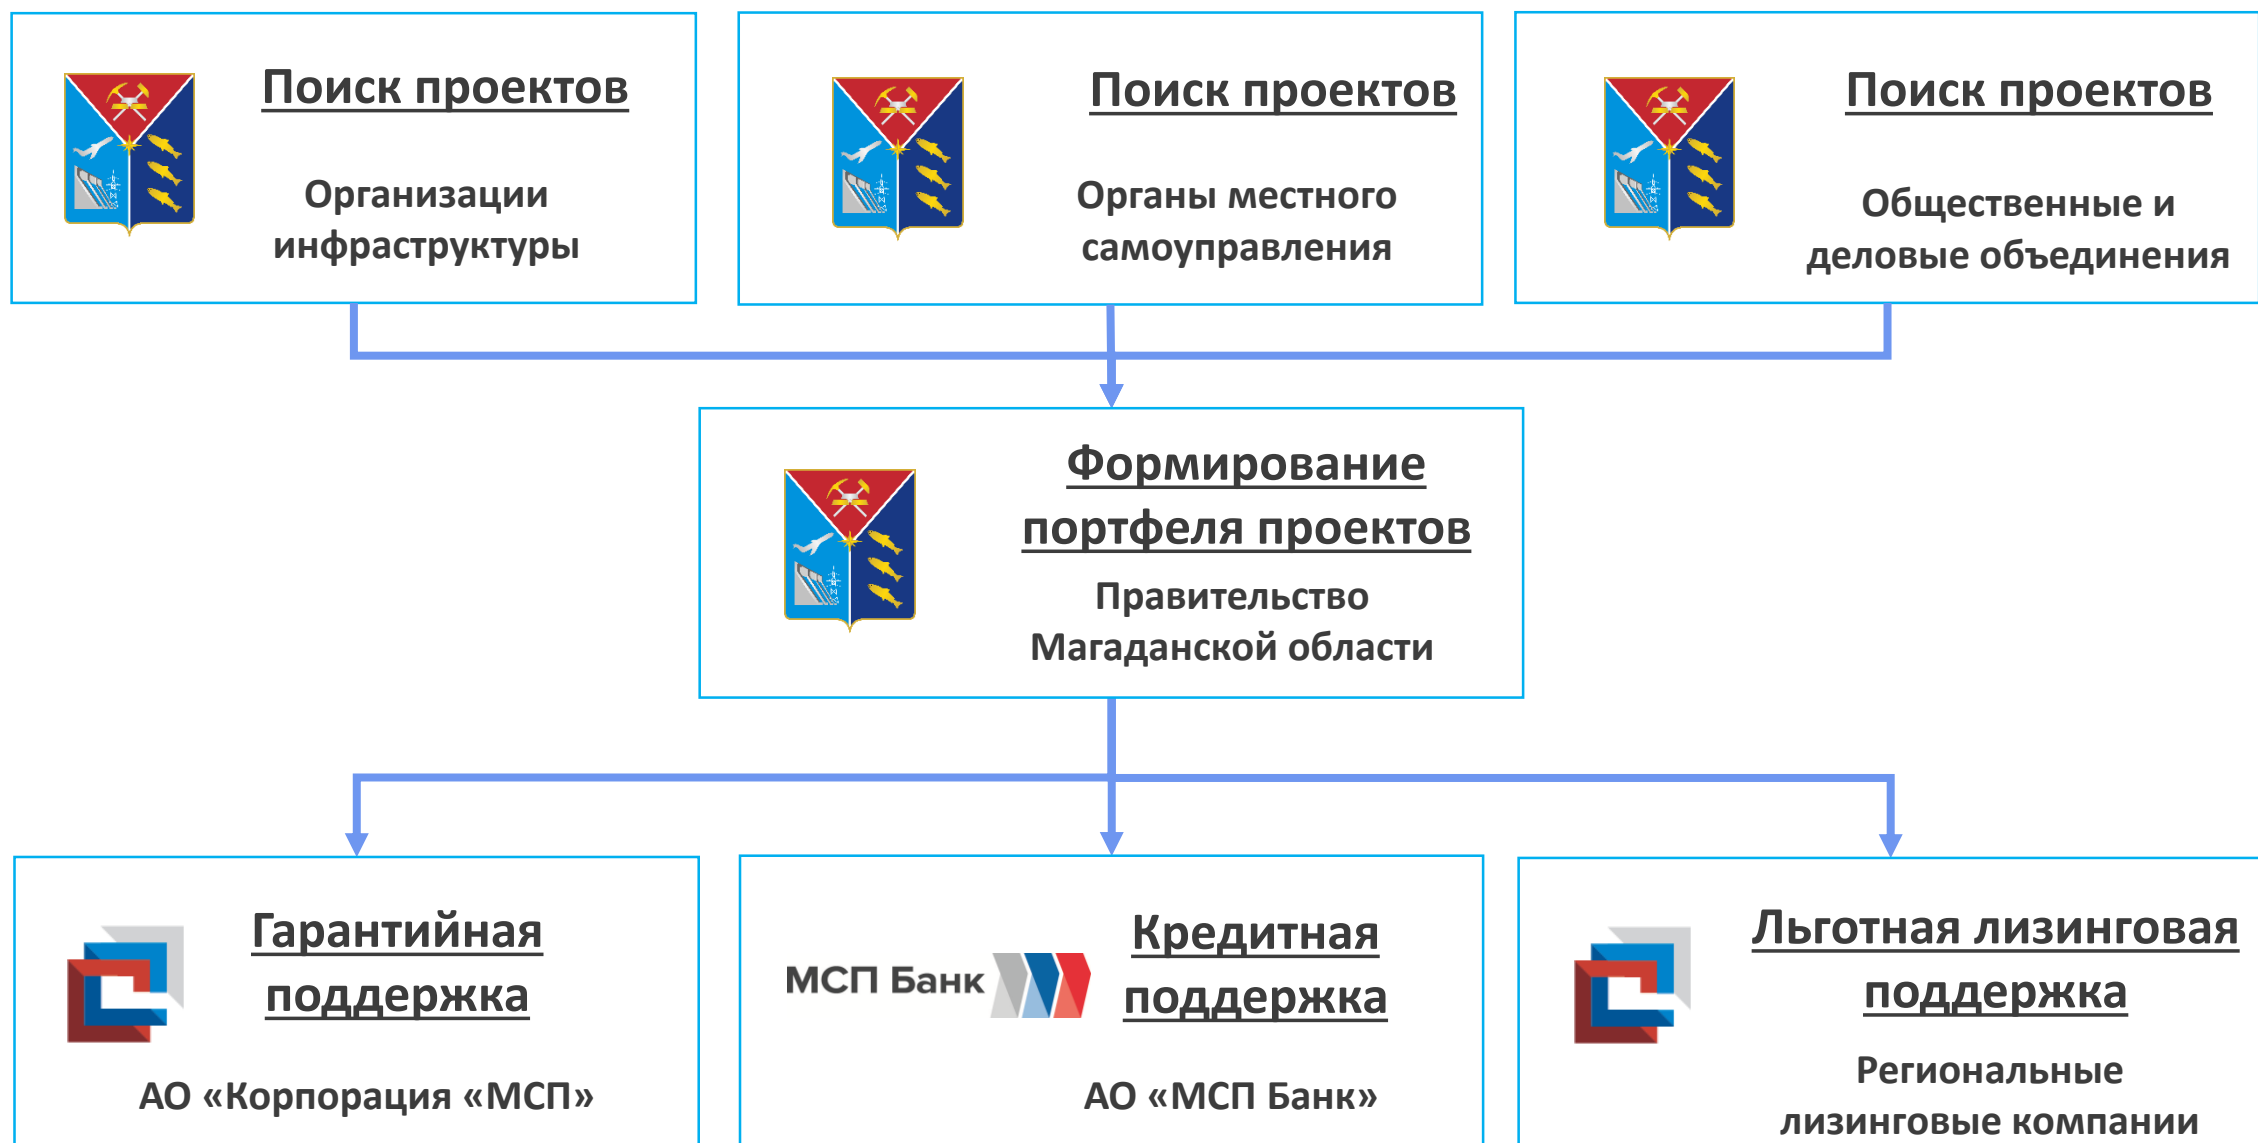 Поиск проектов
Организации
инфраструктуры
Поиск проектов
Органы местного
самоуправления
Поиск проектов
Общественные и
деловые объединения
Формирование
портфеля проектов
Правительство
Магаданской области
Гарантийная
поддержка
АО «Корпорация «МСП»
МСП Банк
Кредитная
поддержка
АО «МСП Банк»
Льготная лизинговая
поддержка
Региональные
лизинговые компании